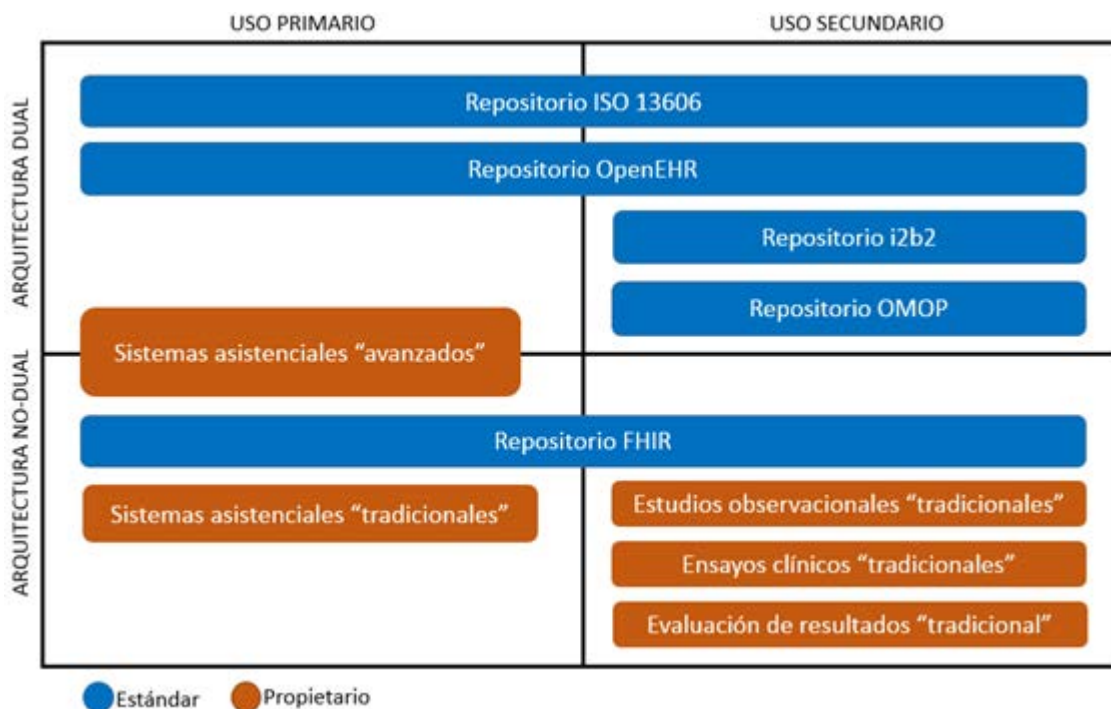 USO PRIMARIO
USO SECUNDARIO
ARQUITECTURA DUAL
Repositorio ISO 13606
Repositorio OpenEHR
Repositorio i2b2
Repositorio OMOP
Sistemas asistenciales “avanzados”
ARQUITECTURA NO-DUAL
Repositorio FHIR
Sistemas asistenciales “tradicionales”
Estudios observacionales “tradicionales”
Ensayos clínicos “tradicionales”
Evaluación de resultados “tradicional”
Estándar
Propietario